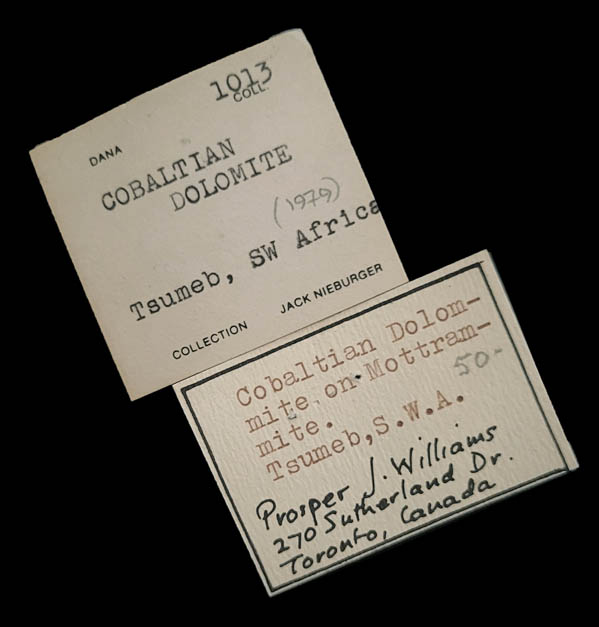 1013
COLL.
DANA
COBALTIAN
DOLOMITE
(1979)
Tsumeb, SW Africa
COLLECTION JACK NIEBURGER
Cobaltian Dolom-
mite on Mottram-
mite.
50-
Tsumeb,S.W.A.
Prosper J. Williams
270 Sutherland Dr.
Toronto, Canada